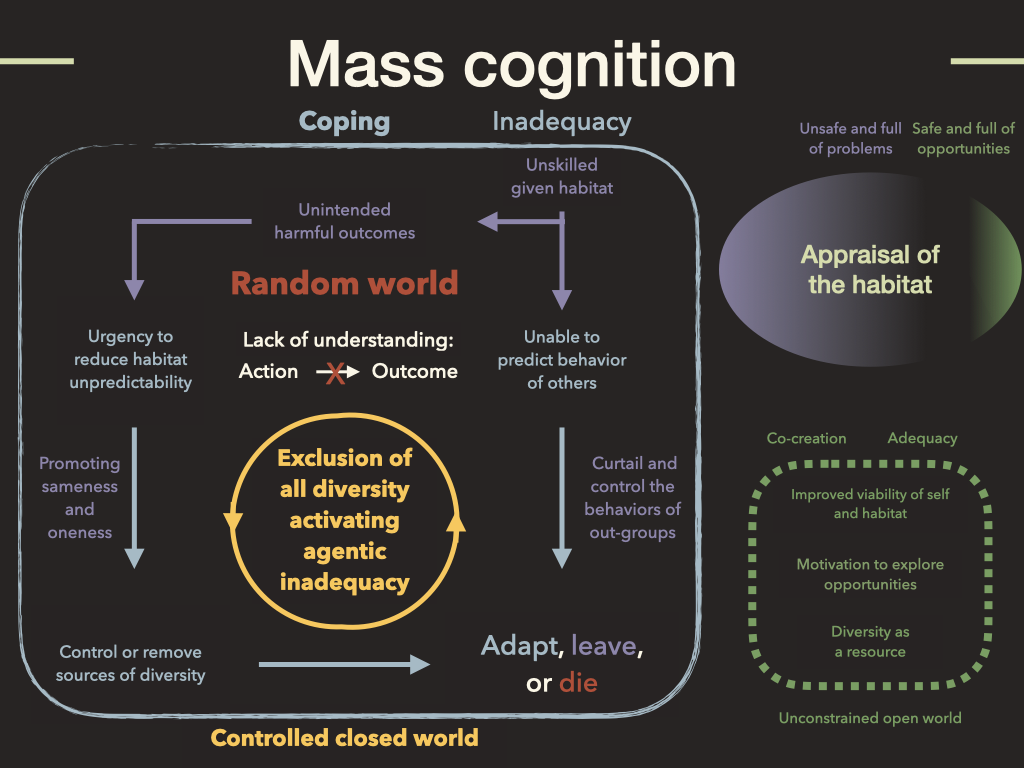 Mass cognition
Coping
Inadequacy
Unskilled
given habitat
Unintended
harmful outcomes
Random world
Lack of understanding:
Action X Outcome
Urgency to
reduce habitat
unpredictability
Unable to
predict behavior
of others
Promoting
sameness
and
oneness
Exclusion of
all diversity
activating
agentic
inadequacy
Curtail and
control the
behaviors of
out-groups
Control or remove
sources of diversity
Adapt, leave,
or die
Controlled closed world
Unsafe and full
of problems
Safe and full of
opportunities
Appraisal of
the habitat
Co-creation
Adequacy
Improved viability of self
and habitat
Motivation to explore
opportunities
Diversity as
a resource
Unconstrained open world